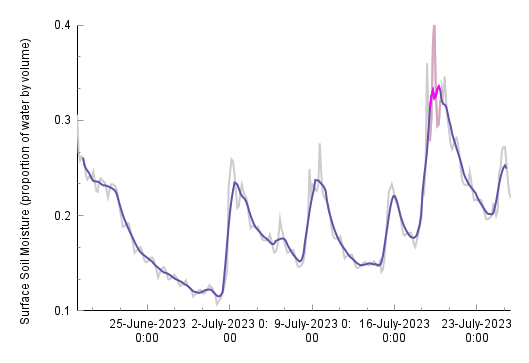 Surface Soil Moisture (proportion of water by volume)
0.4
0.3
0.2
0.1
25-June-2023
0:00
2-July-2023 0:
00
9-July-2023 0:
00
16-July-2023
0:00
23-July-2023
0:00